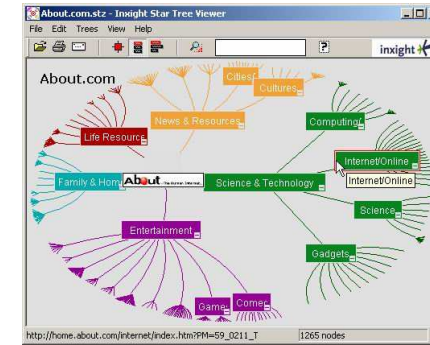 About.com.stz - Inxight Star Tree Viewer
File Edit Trees View Help
inxight
About.com
Cities/
Cultures
News & Resources
Computing/
Life Resource
Internet/Online
Family & Hom
About
Science & Technology
Internet/Online
Science
Entertainment
Gadgets
Game
Comed
http://home.about.com/internet/index.htm?PM=59_0211_T
1265 nodes